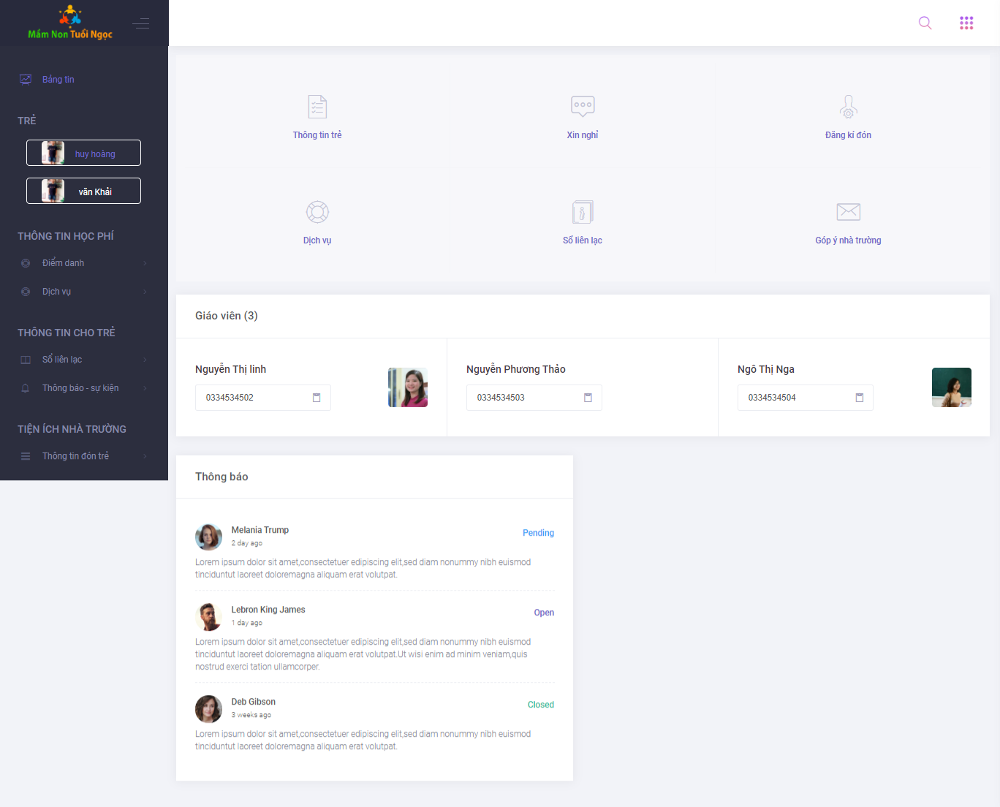 Mầm Non Tuổi Ngọc
Bảng tin
TRẺ
huy hoàng
văn Khải
THÔNG TIN HỌC PHÍ
Điểm danh
Dịch vụ
THÔNG TIN CHO TRẺ
Sổ liên lạc
Thông báo - sự kiện
TIỆN ÍCH NHÀ TRƯỜNG
Thông tin đón trẻ
Thông tin trẻ
Xin nghỉ
Đăng kí đón
Dịch vụ
Sổ liên lạc
Góp ý nhà trường
Giáo viên (3)
Nguyễn Thị linh
0334534502
Nguyễn Phương Thảo
0334534503
Ngô Thị Nga
0334534504
Thông báo
Melania Trump
Pending
2 day ago
Lorem ipsum dolor sit amet,consectetuer edipiscing elit,sed diam nonummy nibh euismod
tinciduntut laoreet doloremagna aliquam erat volutpat.
Lebron King James
Open
1 day ago
Lorem ipsum dolor sit amet,consectetuer edipiscing elit,sed diam nonummy nibh euismod
tinciduntut laoreet doloremagna aliquam erat volutpat.Ut wisi enim ad minim veniam,quis
nostrud exerci tation ullamcorper.
Deb Gibson
Closed
3 weeks ago
Lorem ipsum dolor sit amet,consectetuer edipiscing elit,sed diam nonummy nibh euismod
tinciduntut laoreet doloremagna aliquam erat volutpat.